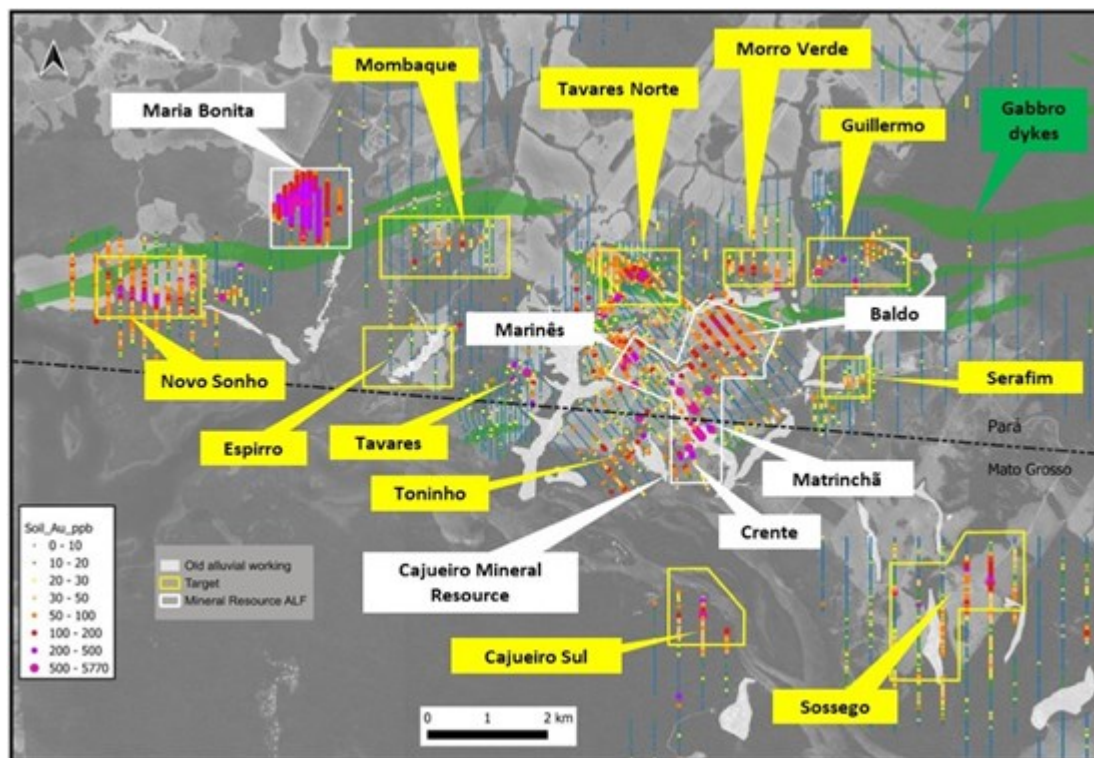 Mombaque
Morro Verde
Tavares Norte
Maria Bonita
Guillermo
Gabbro
dykes
Marinês
Baldo
Novo Sonho
Serafim
Espirro
Tavares
Pará
Mato Grosso
Toninho
Matrinchã
Crente
Cajueiro Mineral
Resource
Cajueiro Sul
Sossego
Soil_Au_ppb
0 - 10
10 - 20
20 - 30
30 - 50
50 - 100
100 - 200
200 - 500
500 - 5770
Old alluvial working
Target
Mineral Resource ALF
0 1 2 km